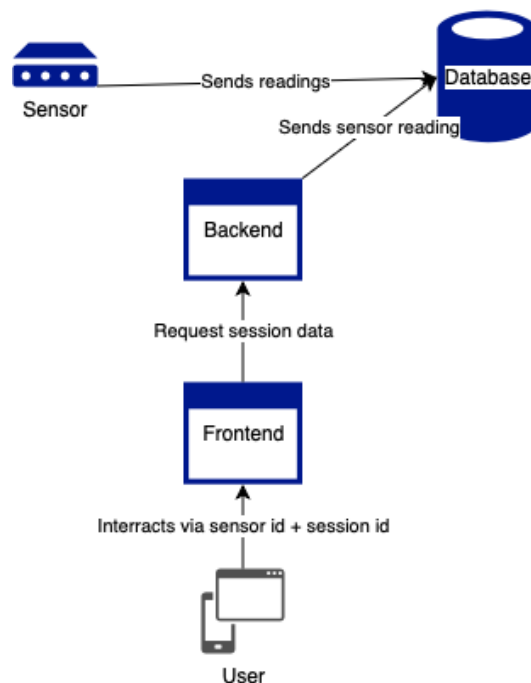 Sends readings
Database
Sensor
Sends sensor reading
Backend
Request session data
Frontend
Interracts via sensor id + session id
User